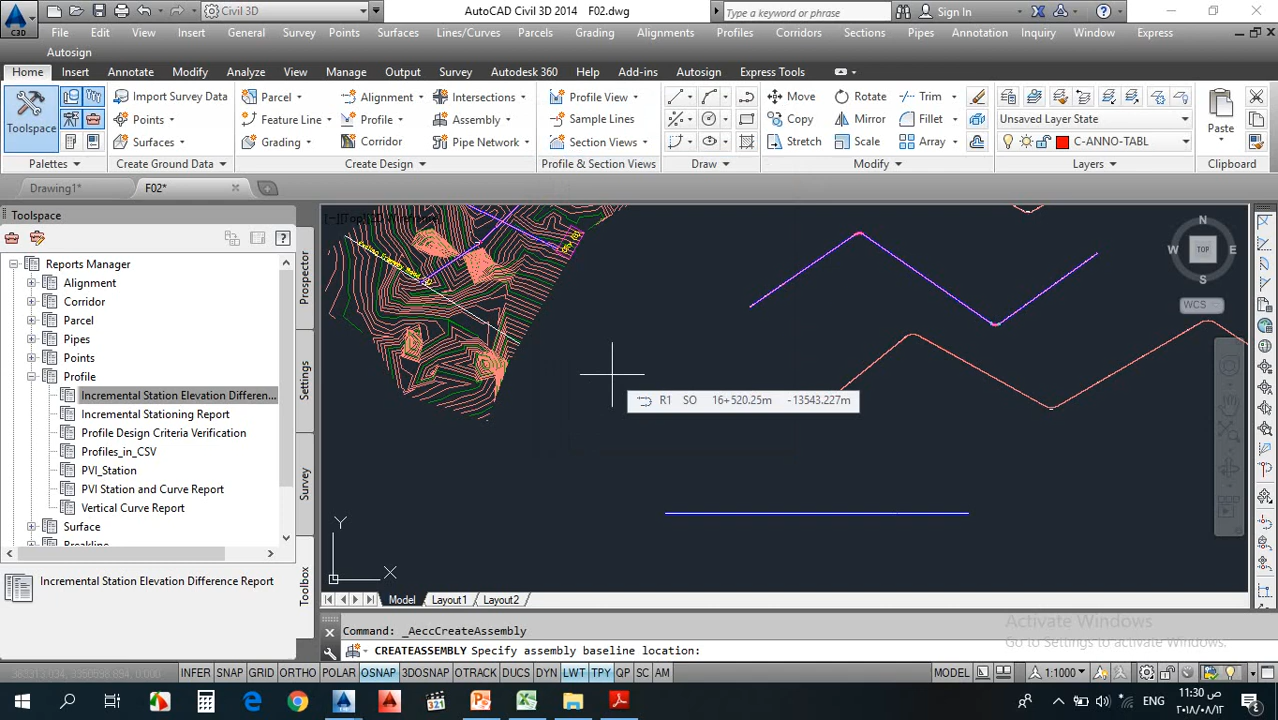 C3D
Civil 3D
AutoCAD Civil 3D 2014 F02.dwg
Type a keyword or phrase
Sign In
File Edit View Insert General Survey Points Surfaces Lines/Curves Parcels Grading Alignments Profiles Corridors Sections Pipes Annotation Inquiry Window Express
Autosign
Home Insert Annotate Modify Analyze View Manage Output Survey Autodesk 360 Help Add-ins Autosign Express Tools
Toolspace
Import Survey Data
Points
Surfaces
Parcel
Feature Line
Grading
Alignment
Profile
Corridor
Intersections
Assembly
Pipe Network
Profile View
Sample Lines
Section Views
Move
Copy
Stretch
Rotate
Mirror
Scale
Trim
Fillet
Array
Unsaved Layer State
C-ANNO-TABL
Paste
Palettes Create Ground Data Create Design Profile & Section Views Draw Modify Layers Clipboard
Drawing1* F02*
Toolspace
Reports Manager
Alignment
Corridor
Parcel
Pipes
Points
Profile
Incremental Station Elevation Differen...
Incremental Stationing Report
Profile Design Criteria Verification
Profiles_in_CSV
PVI_Station
PVI Station and Curve Report
Vertical Curve Report
Surface
Breakline
Incremental Station Elevation Difference Report
Prospector
Settings
Survey
Toolbox
N
W TOP E
S
WCS
R1 SO 16+520.25m -13543.227m
Y
X
Model Layout1 Layout2
Command: _AeccCreateAssembly
CREATEASSEMBLY Specify assembly baseline location:
Activate Windows
Go to Settings to activate Windows.
INFER SNAP GRID ORTHO POLAR OSNAP 3DOSNAP OTRACK DUCS DYN LWT TPY QP SC AM
MODEL 1:1000
321
ENG
11:30 ص
٢٠١٨/٠٨/١٢